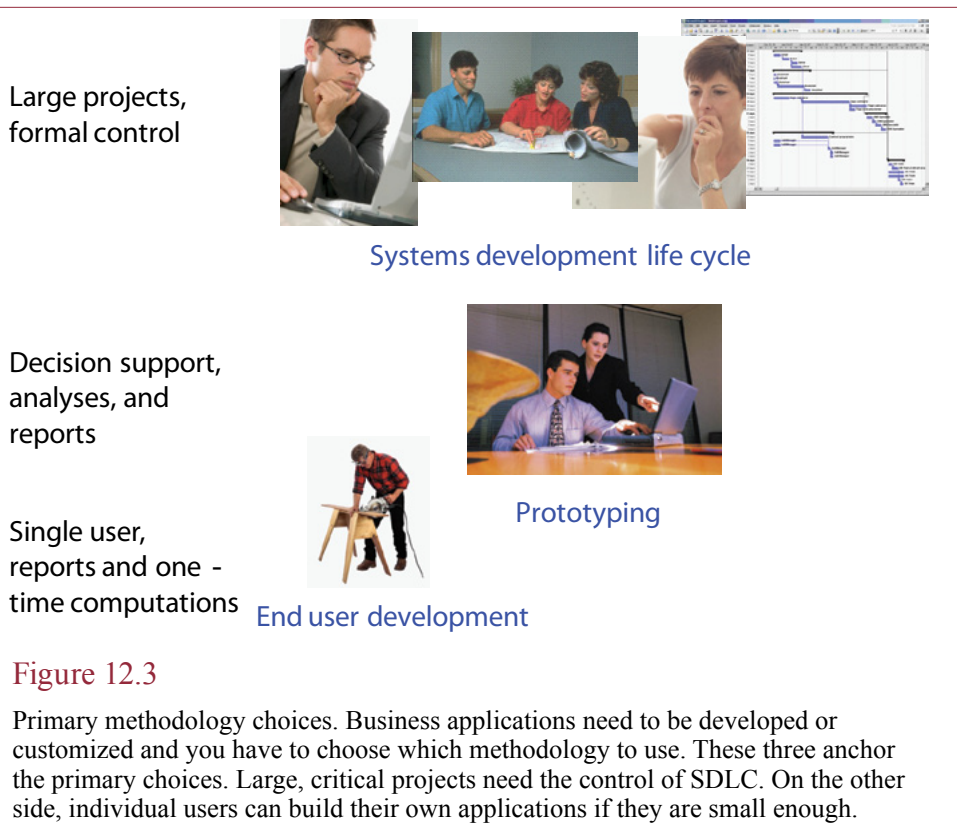 Large projects,
formal control
Systems development life cycle
Decision support,
analyses, and
reports
Prototyping
Single user,
reports and one -
time computations
End user development
Figure 12.3
Primary methodology choices. Business applications need to be developed or
customized and you have to choose which methodology to use. These three anchor
the primary choices. Large, critical projects need the control of SDLC. On the other
side, individual users can build their own applications if they are small enough.